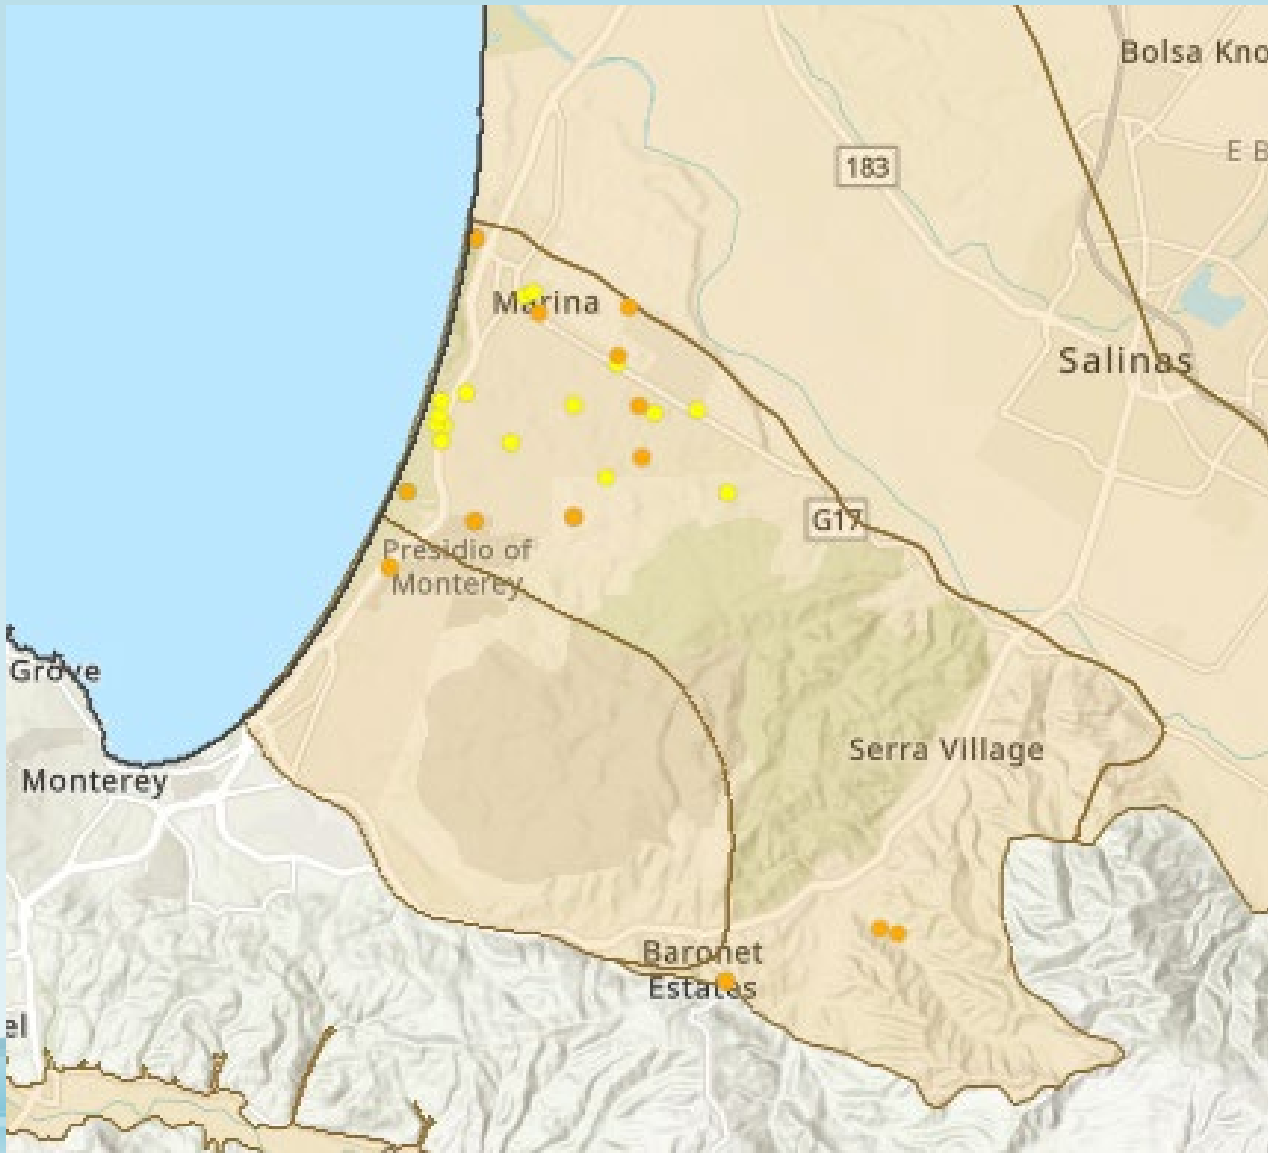 Bolsa Kno
E B
183
Marina
Salinas
G17
Presidio of
Monterey
Grove
Serra Village
Monterey
Baronet
Estates
el